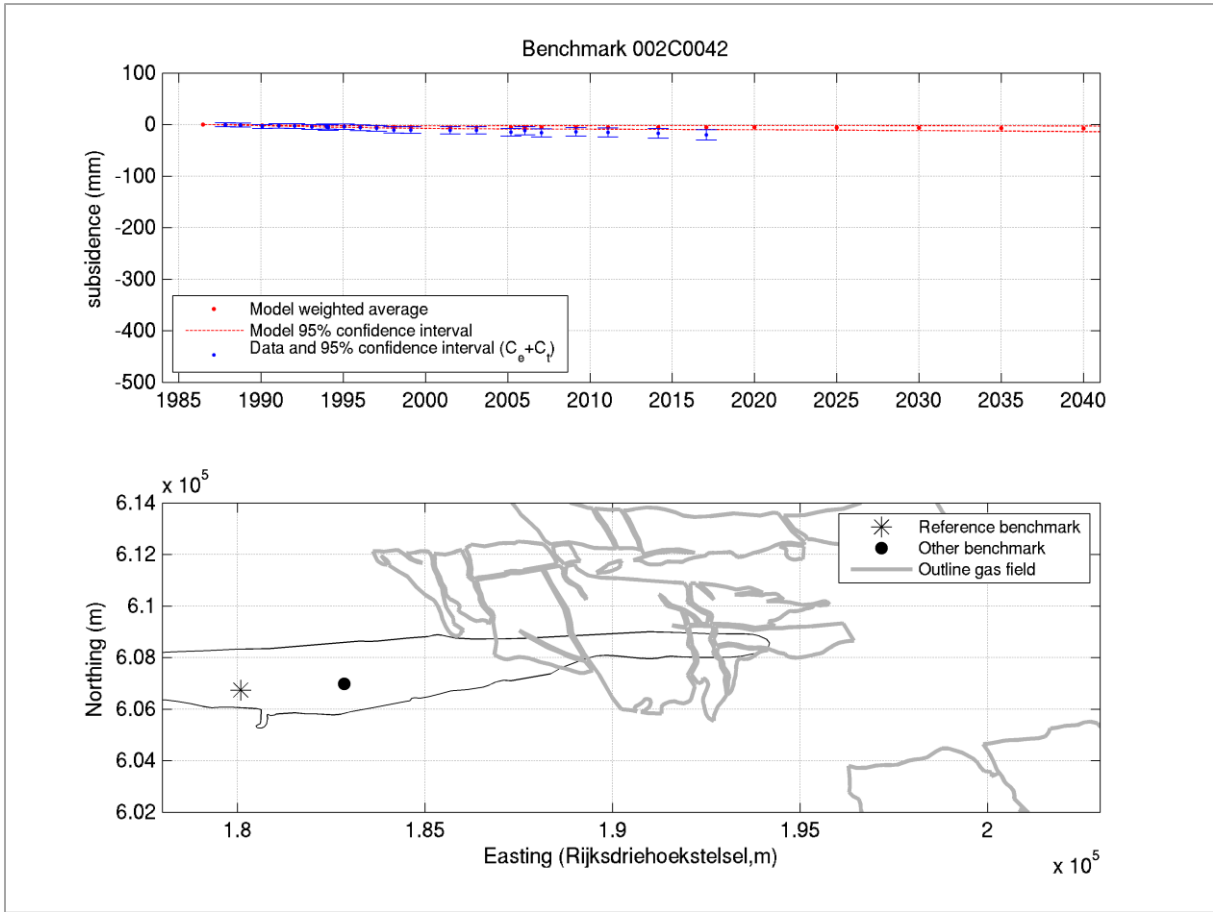 Benchmark 002C0042
subsidence (mm)
100
0
-100
-200
-300
-400
-500
Model weighted average
Model 95% confidence interval
Data and 95% confidence interval (C_e+C_t)
1985 1990 1995 2000 2005 2010 2015 2020 2025 2030 2035 2040
x 10^5
Northing (m)
6.14
6.12
6.1
6.08
6.06
6.04
6.02
Reference benchmark
Other benchmark
Outline gas field
1.8 1.85 1.9 1.95 2
Easting (Rijksdriehoekstelsel,m)
x 10^5